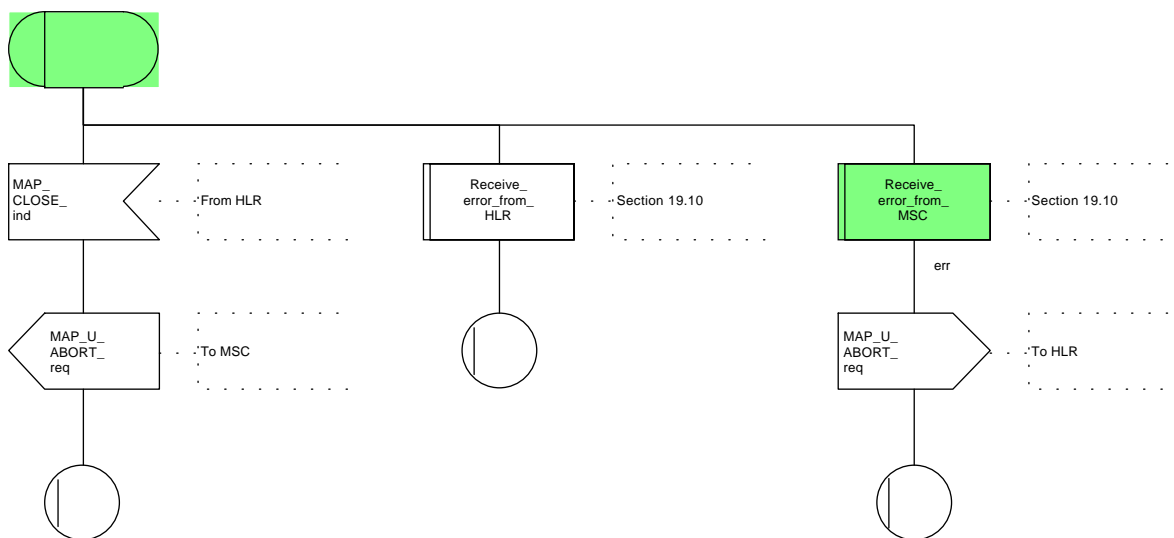 MAP_
CLOSE_
ind
From HLR
Receive_
error_from_
HLR
Section 19.10
Receive_
error_from_
MSC
Section 19.10
err
MAP_U_
ABORT_
req
To MSC
MAP_U_
ABORT_
req
To HLR